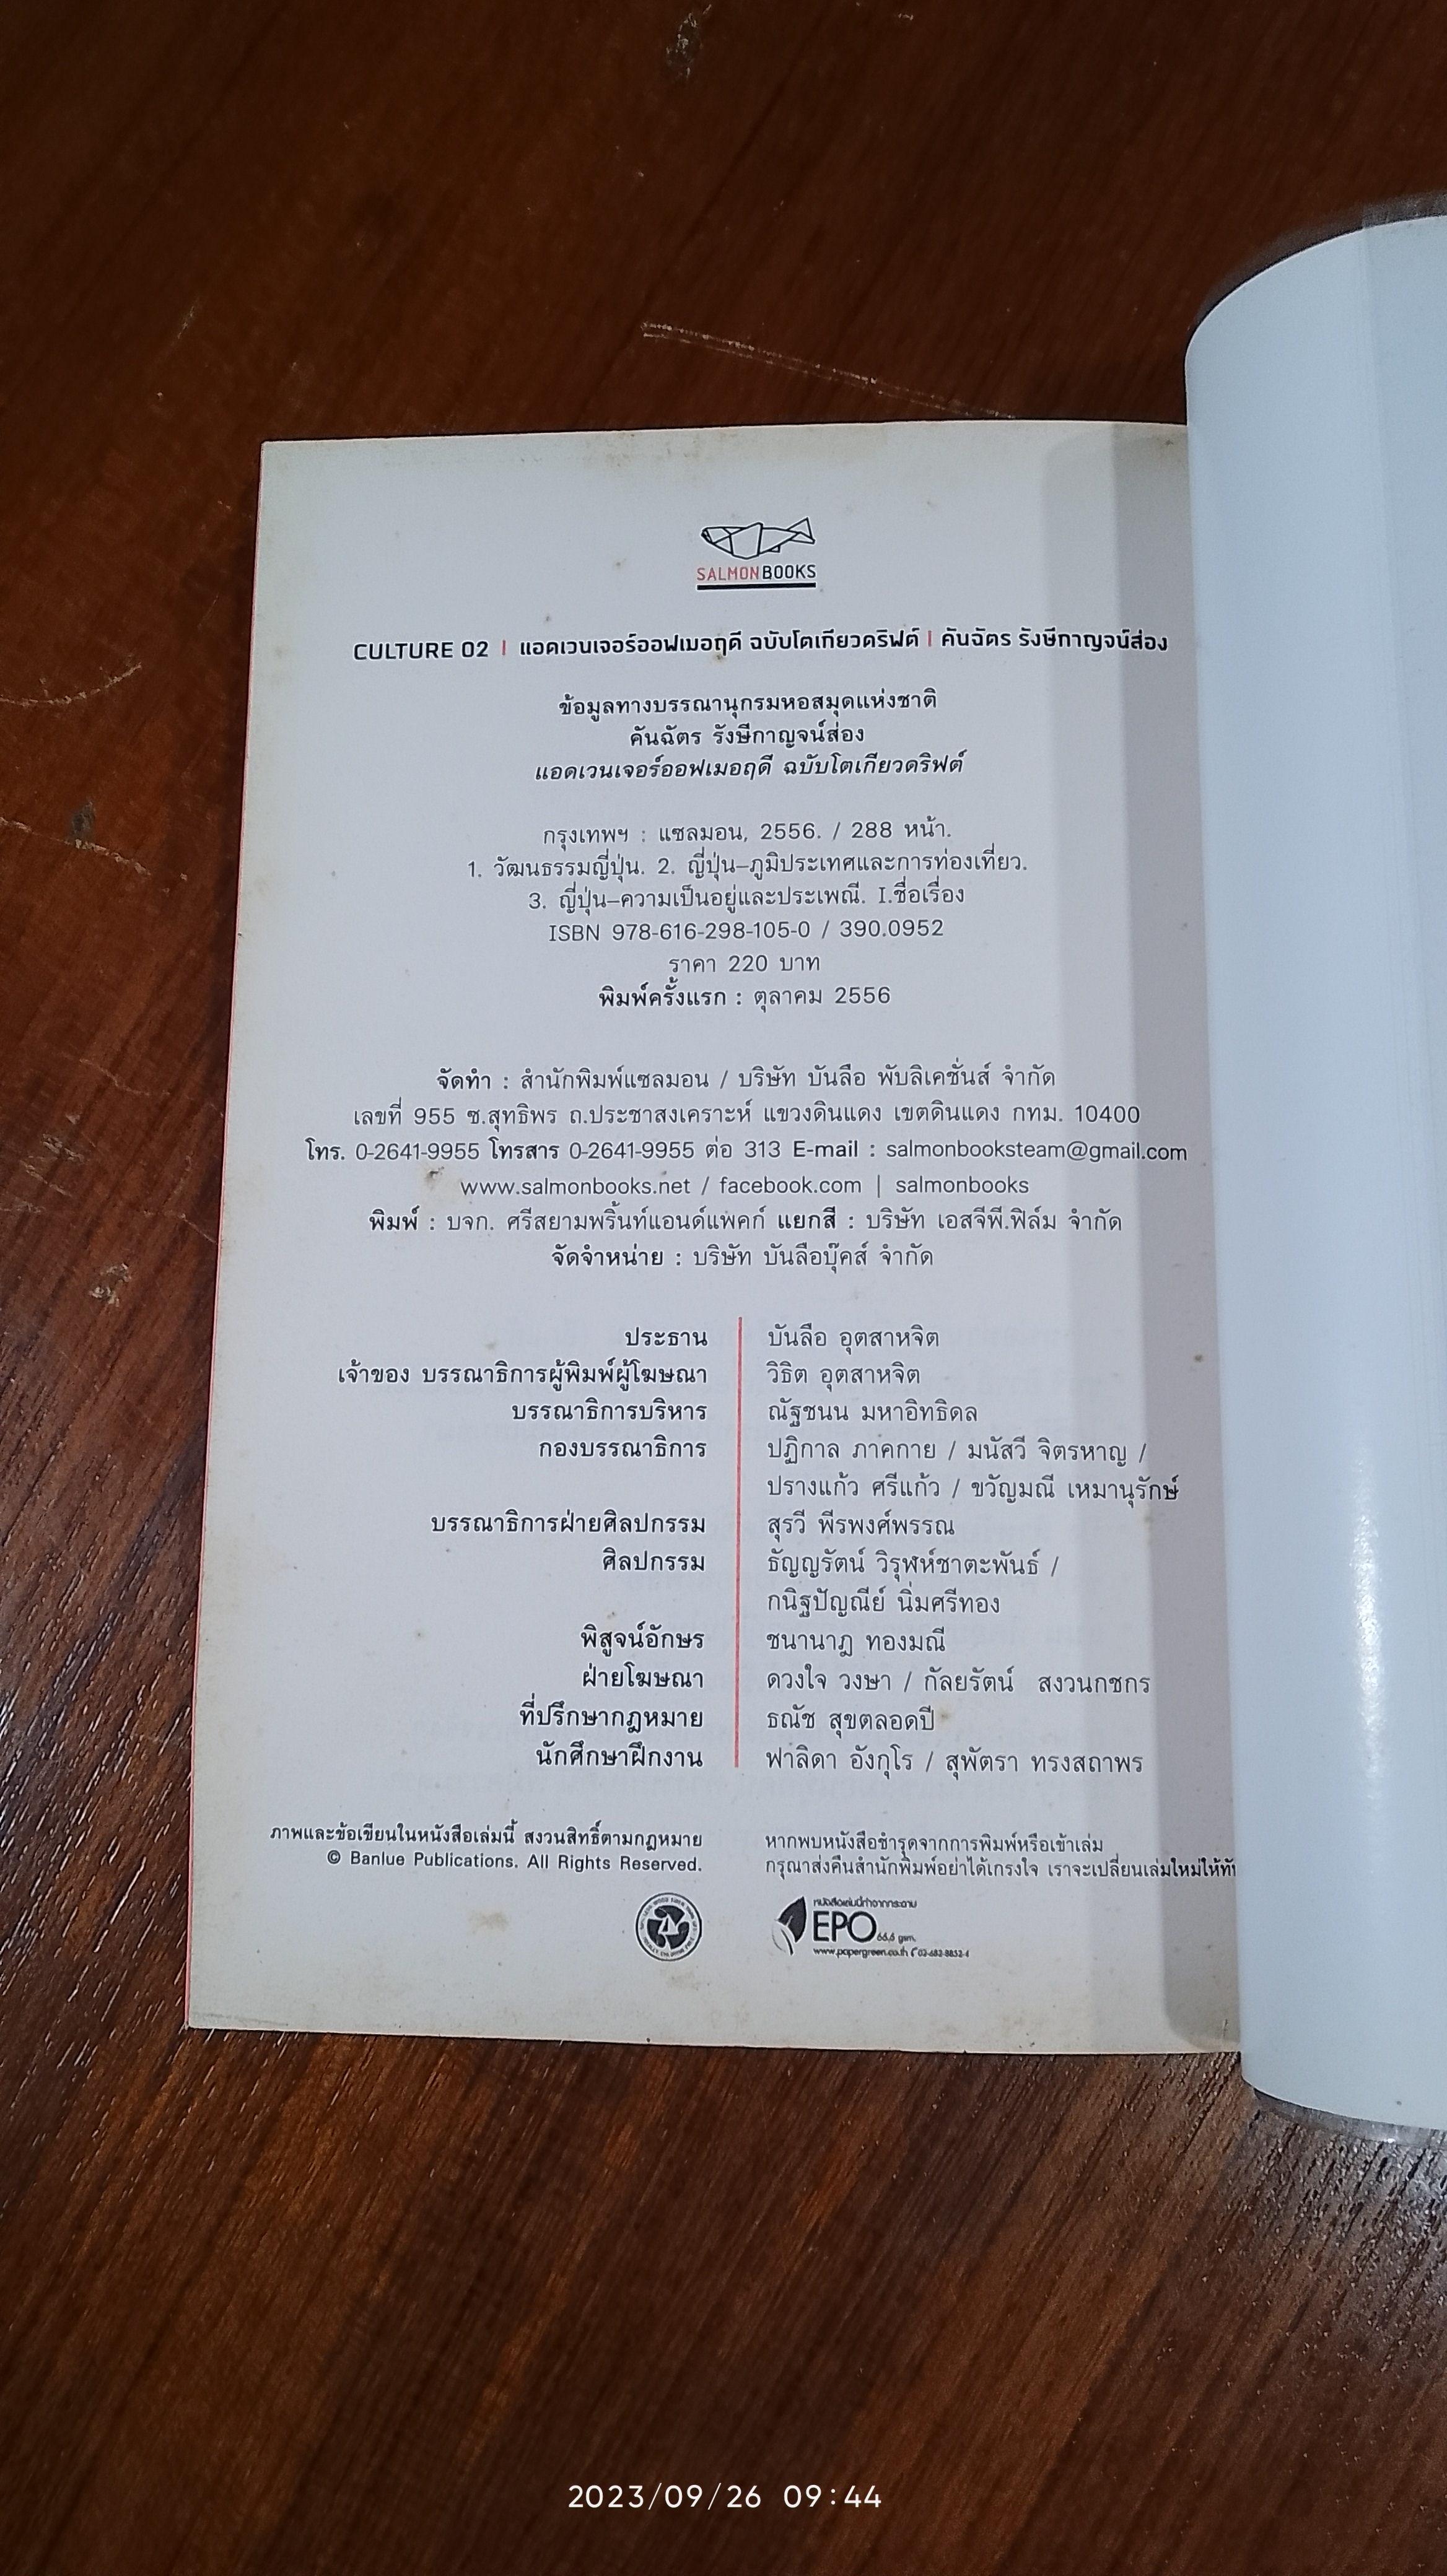 SALMONBOOKS
CULTURE 02 | แอดเวนเจอร์ออฟเมอฤดี ฉบับโตเกียวดริฟต์ | คันฉัตร รังษีกาญจน์ส่อง
ข้อมูลทางบรรณานุกรมหอสมุดแห่งชาติ
คันฉัตร รังษีกาญจน์ส่อง
แอดเวนเจอร์ออฟเมอฤดี ฉบับโตเกียวดริฟต์
กรุงเทพฯ : แซลมอน, 2556. / 288 หน้า.
1. วัฒนธรรมญี่ปุ่น. 2. ญี่ปุ่น–ภูมิประเทศและการท่องเที่ยว.
3. ญี่ปุ่น–ความเป็นอยู่และประเพณี. I.ชื่อเรื่อง
ISBN 978-616-298-105-0 / 390.0952
ราคา 220 บาท
พิมพ์ครั้งแรก : ตุลาคม 2556
จัดทำ : สำนักพิมพ์แซลมอน / บริษัท บันลือ พับลิเคชั่นส์ จำกัด
เลขที่ 955 ซ.สุทธิพร ถ.ประชาสงเคราะห์ แขวงดินแดง เขตดินแดง กทม. 10400
โทร. 0-2641-9955 โทรสาร 0-2641-9955 ต่อ 313 E-mail : salmonbooksteam@gmail.com
www.salmonbooks.net / facebook.com | salmonbooks
พิมพ์ : บจก. ศรีสยามพริ้นท์แอนด์แพคก์ แยกสี : บริษัท เอสจีพี.ฟิล์ม จำกัด
จัดจำหน่าย : บริษัท บันลือบุ๊คส์ จำกัด
ประธาน บันลือ อุตสาหจิต
เจ้าของ บรรณาธิการผู้พิมพ์ผู้โฆษณา วิธิต อุตสาหจิต
บรรณาธิการบริหาร ณัฐชนน มหาอิทธิดล
กองบรรณาธิการ ปฏิกาล ภาคกาย / มนัสวี จิตรหาญ /
ปรางแก้ว ศรีแก้ว / ขวัญมณี เหมานุรักษ์
บรรณาธิการฝ่ายศิลปกรรม สุรวี พีรพงศ์พรรณ
ศิลปกรรม ธัญญรัตน์ วิรุฬห์ชาตะพันธ์ /
กนิฐปัญณีย์ นิ่มศรีทอง
พิสูจน์อักษร ชนานาฎ ทองมณี
ฝ่ายโฆษณา ดวงใจ วงษา / กัลยรัตน์ สงวนกชกร
ที่ปรึกษากฎหมาย ธณัช สุขตลอดปี
นักศึกษาฝึกงาน ฟาลิดา อังกุโร / สุพัตรา ทรงสถาพร
ภาพและข้อเขียนในหนังสือเล่มนี้ สงวนสิทธิ์ตามกฎหมาย
© Banlue Publications. All Rights Reserved.
หากพบหนังสือชำรุดจากการพิมพ์หรือเข้าเล่ม
กรุณาส่งคืนสำนักพิมพ์อย่าได้เกรงใจ เราจะเปลี่ยนเล่มใหม่ให้
หนังสือเล่มนี้ทำจากกระดาษ
EPO 66.6 gsm.
www.papergreen.co.th
2023/09/26 09:44